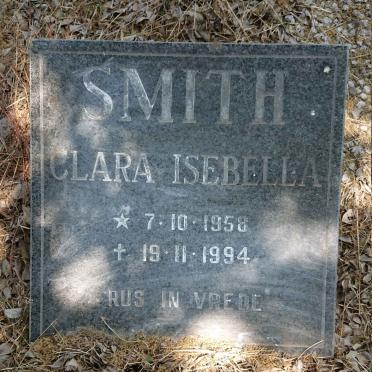 SMITH
CLARA ISEBELLA
☆ 7·10·1958
✝ 19·11·1994
RUS IN VREDE